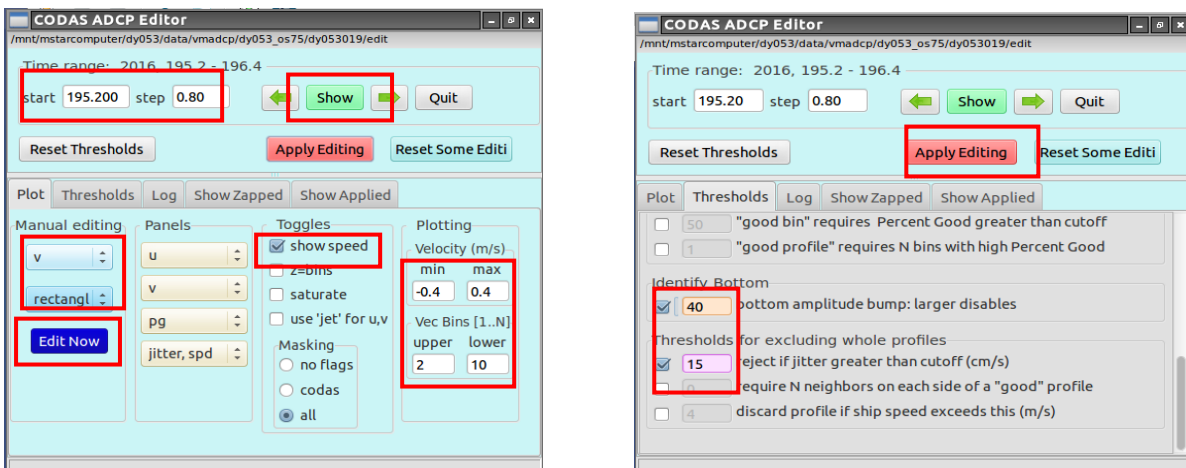 CODAS ADCP Editor
/mnt/mstarcomputer/dy053/data/vmadcp/dy053_os75/dy053019/edit
Time range: 2016, 195.2 - 196.4
start 195.200 step 0.80 Show Quit
Reset Thresholds Apply Editing Reset Some Editi
Plot Thresholds Log Show Zapped Show Applied
Manual editing Panels Toggles Plotting
v u show speed Velocity (m/s)
z=bins min max
rectangl v saturate -0.4 0.4
pg use 'jet' for u,v Vec Bins [1..N]
Edit Now Masking upper lower
jitter, spd no flags 2 10
codas
all
CODAS ADCP Editor
/mnt/mstarcomputer/dy053/data/vmadcp/dy053_os75/dy053019/edit
Time range: 2016, 195.2 - 196.4
start 195.20 step 0.80 Show Quit
Reset Thresholds Apply Editing Reset Some Editi
Plot Thresholds Log Show Zapped Show Applied
50 "good bin" requires Percent Good greater than cutoff
1 "good profile" requires N bins with high Percent Good
Identify Bottom
40 bottom amplitude bump: larger disables
Thresholds for excluding whole profiles
15 reject if jitter greater than cutoff (cm/s)
0 require N neighbors on each side of a "good" profile
4 discard profile if ship speed exceeds this (m/s)